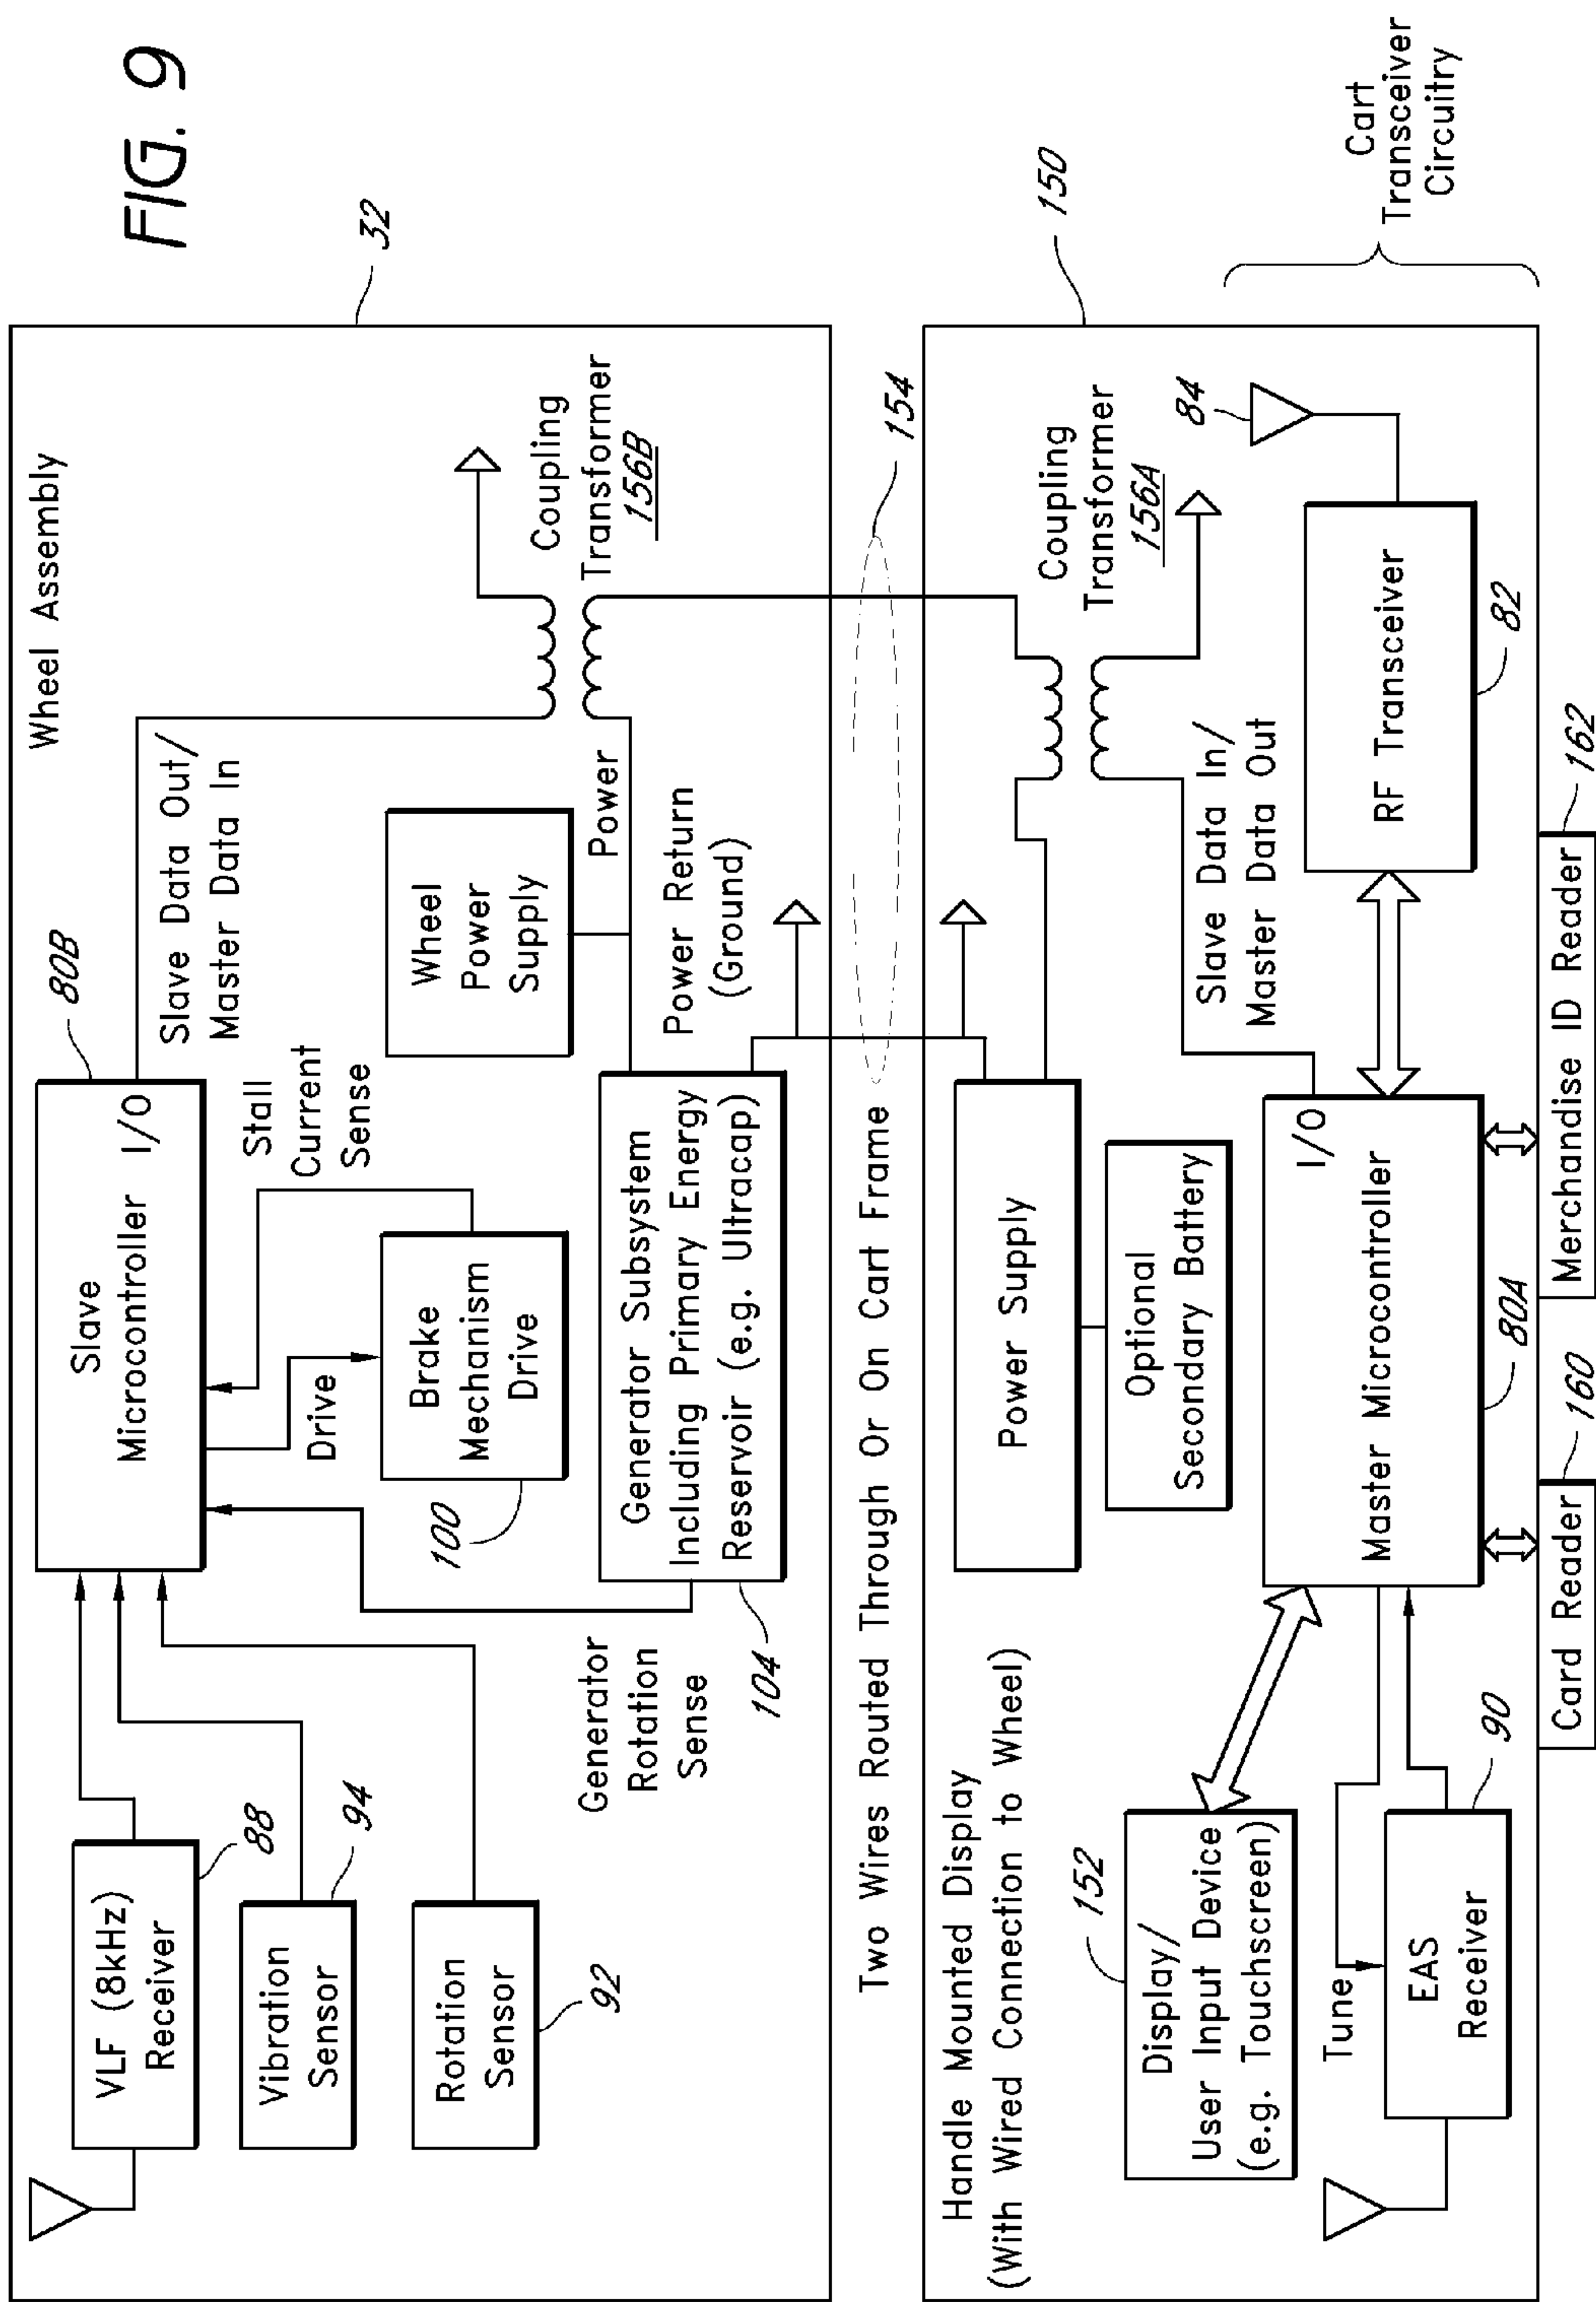 FIG. 9
Wheel Assembly
32
VLF (8kHz)
Receiver
88
Vibration
Sensor
94
Rotation
Sensor
92
Slave
Microcontroller
I/O
80B
Slave Data Out/
Master Data In
Stall
Current
Sense
Drive
Brake
Mechanism
Drive
100
Wheel
Power
Supply
Power
Coupling
Transformer
156B
Generator
Rotation
Sense
104
Generator Subsystem
Including Primary Energy
Reservoir (e.g. Ultracap)
Power Return
(Ground)
Two Wires Routed Through Or On Cart Frame
154
Handle Mounted Display
(With Wired Connection to Wheel)
150
Power Supply
Optional
Secondary Battery
Coupling
Transformer
156A
84
Slave Data In/
Master Data Out
152
Display/
User Input Device
(e.g. Touchscreen)
I/O
Master Microcontroller
80A
RF Transceiver
82
Tune
EAS
Receiver
90
Card Reader
160
Merchandise ID Reader
162
Cart
Transceiver
Circuitry